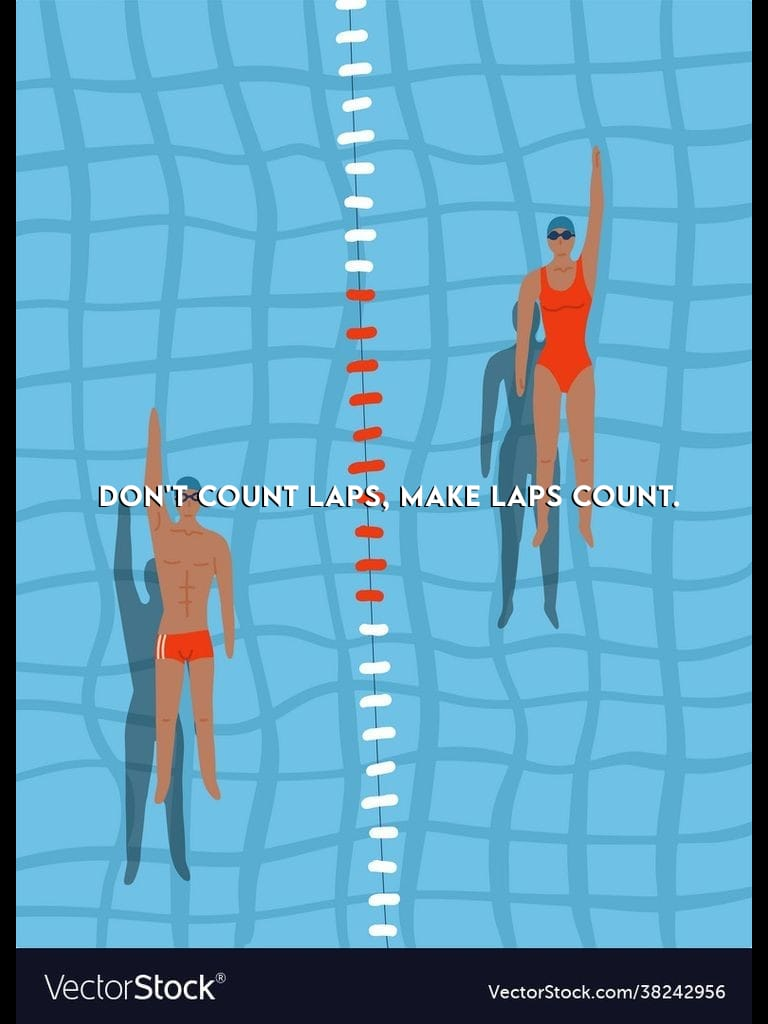 DON'T COUNT LAPS, MAKE LAPS COUNT.
VectorStock®
VectorStock.com/38242956